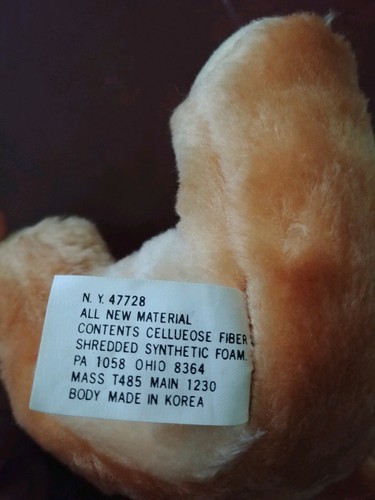 N. Y. 47728
ALL NEW MATERIAL
CONTENTS CELLUEOSE FIBER
SHREDDED SYNTHETIC FOAM.
PA 1058 OHIO 8364
MASS T485 MAIN 1230
BODY MADE IN KOREA